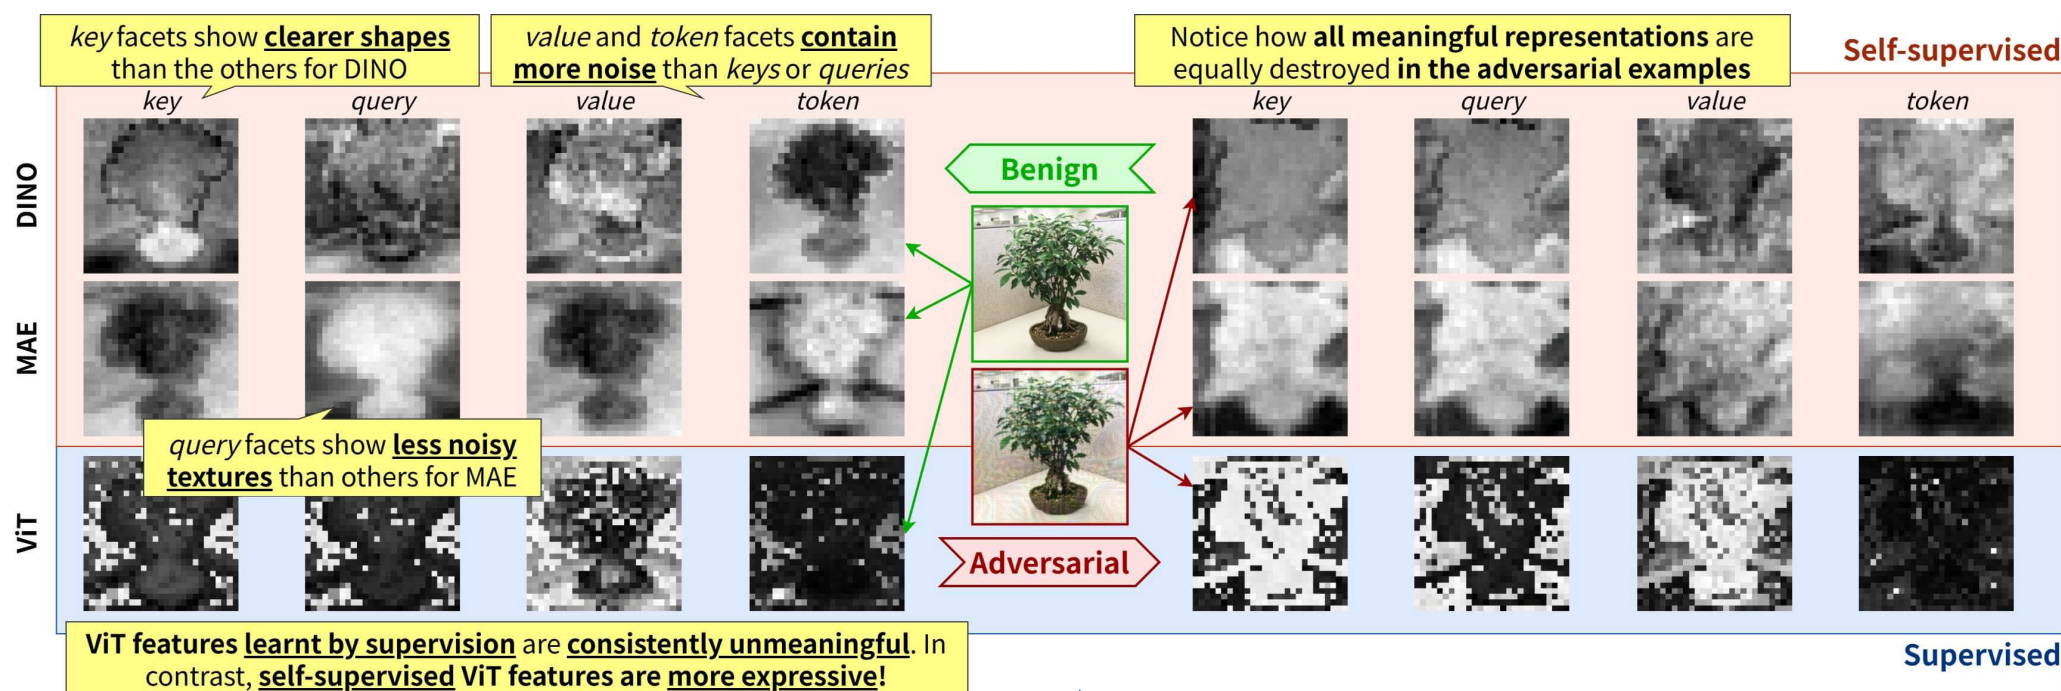 key facets show clearer shapes
than the others for DINO
value and token facets contain
more noise than keys or queries
Notice how all meaningful representations are
equally destroyed in the adversarial examples
Self-supervised
key
query
value
token
key
query
value
token
DINO
Benign
MAE
query facets show less noisy
textures than others for MAE
ViT
Adversarial
ViT features learnt by supervision are consistently unmeaningful. In
contrast, self-supervised ViT features are more expressive!
Supervised